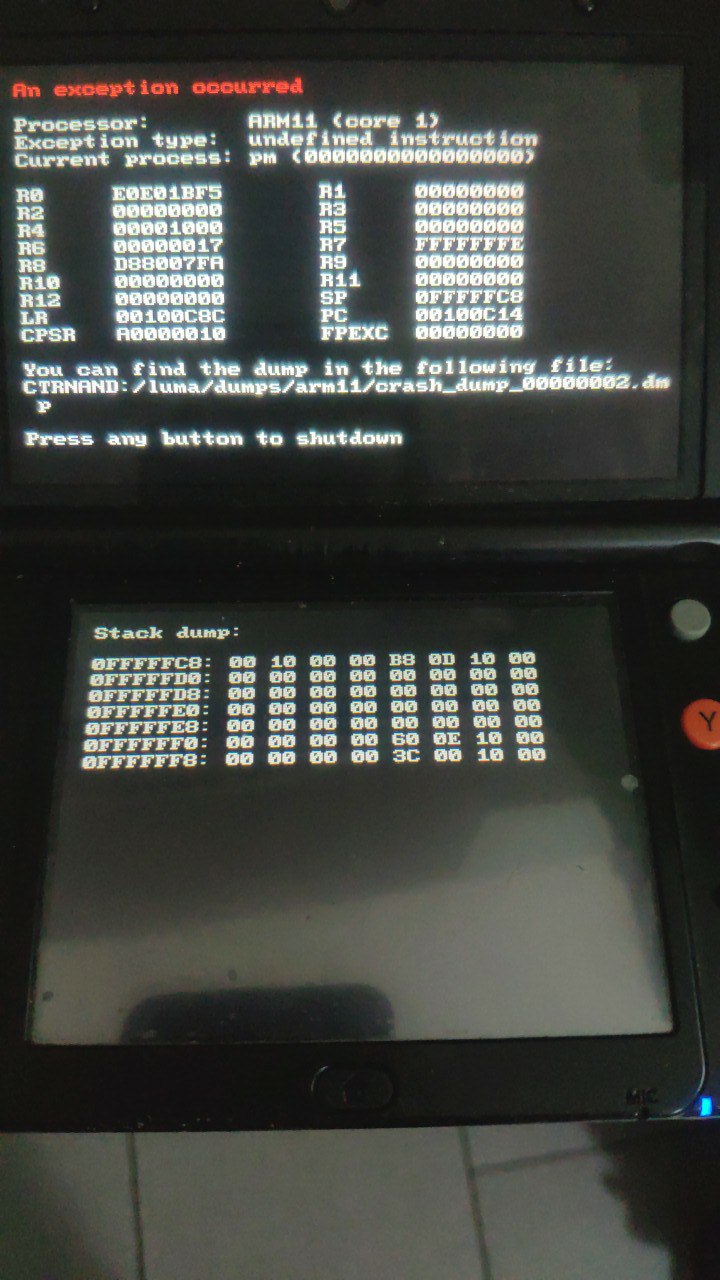 An exception occurred
Processor: ARM11 (core 1)
Exception type: undefined instruction
Current process: pm (0000000000000000)
R0 E0E01BF5 R1 00000000
R2 00000000 R3 00000000
R4 00001000 R5 00000000
R6 00000017 R7 FFFFFFFE
R8 D88007FA R9 00000000
R10 00000000 R11 00000000
R12 00000000 SP 0FFFFFC8
LR 00100C8C PC 00100C14
CPSR A0000010 FPEXC 00000000
You can find the dump in the following file:
CTRNAND:/luma/dumps/arm11/crash_dump_00000002.dm
p
Press any button to shutdown
Stack dump:
0FFFFFC8: 00 10 00 00 B8 0D 10 00
0FFFFFD0: 00 00 00 00 00 00 00 00
0FFFFFD8: 00 00 00 00 00 00 00 00
0FFFFFE0: 00 00 00 00 00 00 00 00
0FFFFFE8: 00 00 00 00 00 00 00 00
0FFFFFF0: 00 00 00 00 60 0E 10 00
0FFFFFF8: 00 00 00 00 3C 00 10 00
Y
MIC